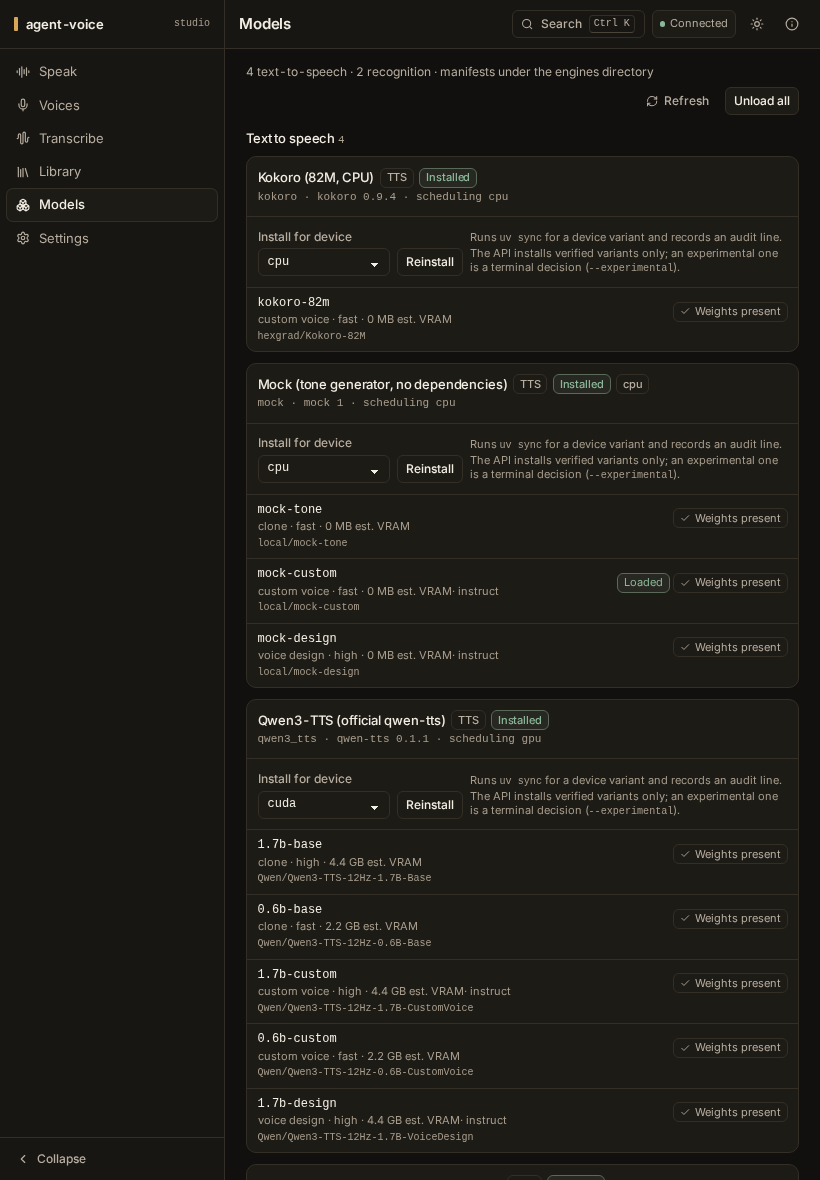 agent-voice
studio
Models
Search Ctrl K
Connected
Speak
Voices
Transcribe
Library
Models
Settings
Collapse
4 text-to-speech · 2 recognition · manifests under the engines directory
Refresh
Unload all
Text to speech 4
Kokoro (82M, CPU) TTS Installed
kokoro · kokoro 0.9.4 · scheduling cpu
Install for device
cpu
Reinstall
Runs uv sync for a device variant and records an audit line.
The API installs verified variants only; an experimental one
is a terminal decision (--experimental).
kokoro-82m
custom voice · fast · 0 MB est. VRAM
hexgrad/Kokoro-82M
Weights present
Mock (tone generator, no dependencies) TTS Installed cpu
mock · mock 1 · scheduling cpu
Install for device
cpu
Reinstall
Runs uv sync for a device variant and records an audit line.
The API installs verified variants only; an experimental one
is a terminal decision (--experimental).
mock-tone
clone · fast · 0 MB est. VRAM
local/mock-tone
Weights present
mock-custom
custom voice · fast · 0 MB est. VRAM· instruct
local/mock-custom
Loaded
Weights present
mock-design
voice design · high · 0 MB est. VRAM· instruct
local/mock-design
Weights present
Qwen3-TTS (official qwen-tts) TTS Installed
qwen3_tts · qwen-tts 0.1.1 · scheduling gpu
Install for device
cuda
Reinstall
Runs uv sync for a device variant and records an audit line.
The API installs verified variants only; an experimental one
is a terminal decision (--experimental).
1.7b-base
clone · high · 4.4 GB est. VRAM
Qwen/Qwen3-TTS-12Hz-1.7B-Base
Weights present
0.6b-base
clone · fast · 2.2 GB est. VRAM
Qwen/Qwen3-TTS-12Hz-0.6B-Base
Weights present
1.7b-custom
custom voice · high · 4.4 GB est. VRAM· instruct
Qwen/Qwen3-TTS-12Hz-1.7B-CustomVoice
Weights present
0.6b-custom
custom voice · fast · 2.2 GB est. VRAM
Qwen/Qwen3-TTS-12Hz-0.6B-CustomVoice
Weights present
1.7b-design
voice design · high · 4.4 GB est. VRAM· instruct
Qwen/Qwen3-TTS-12Hz-1.7B-VoiceDesign
Weights present